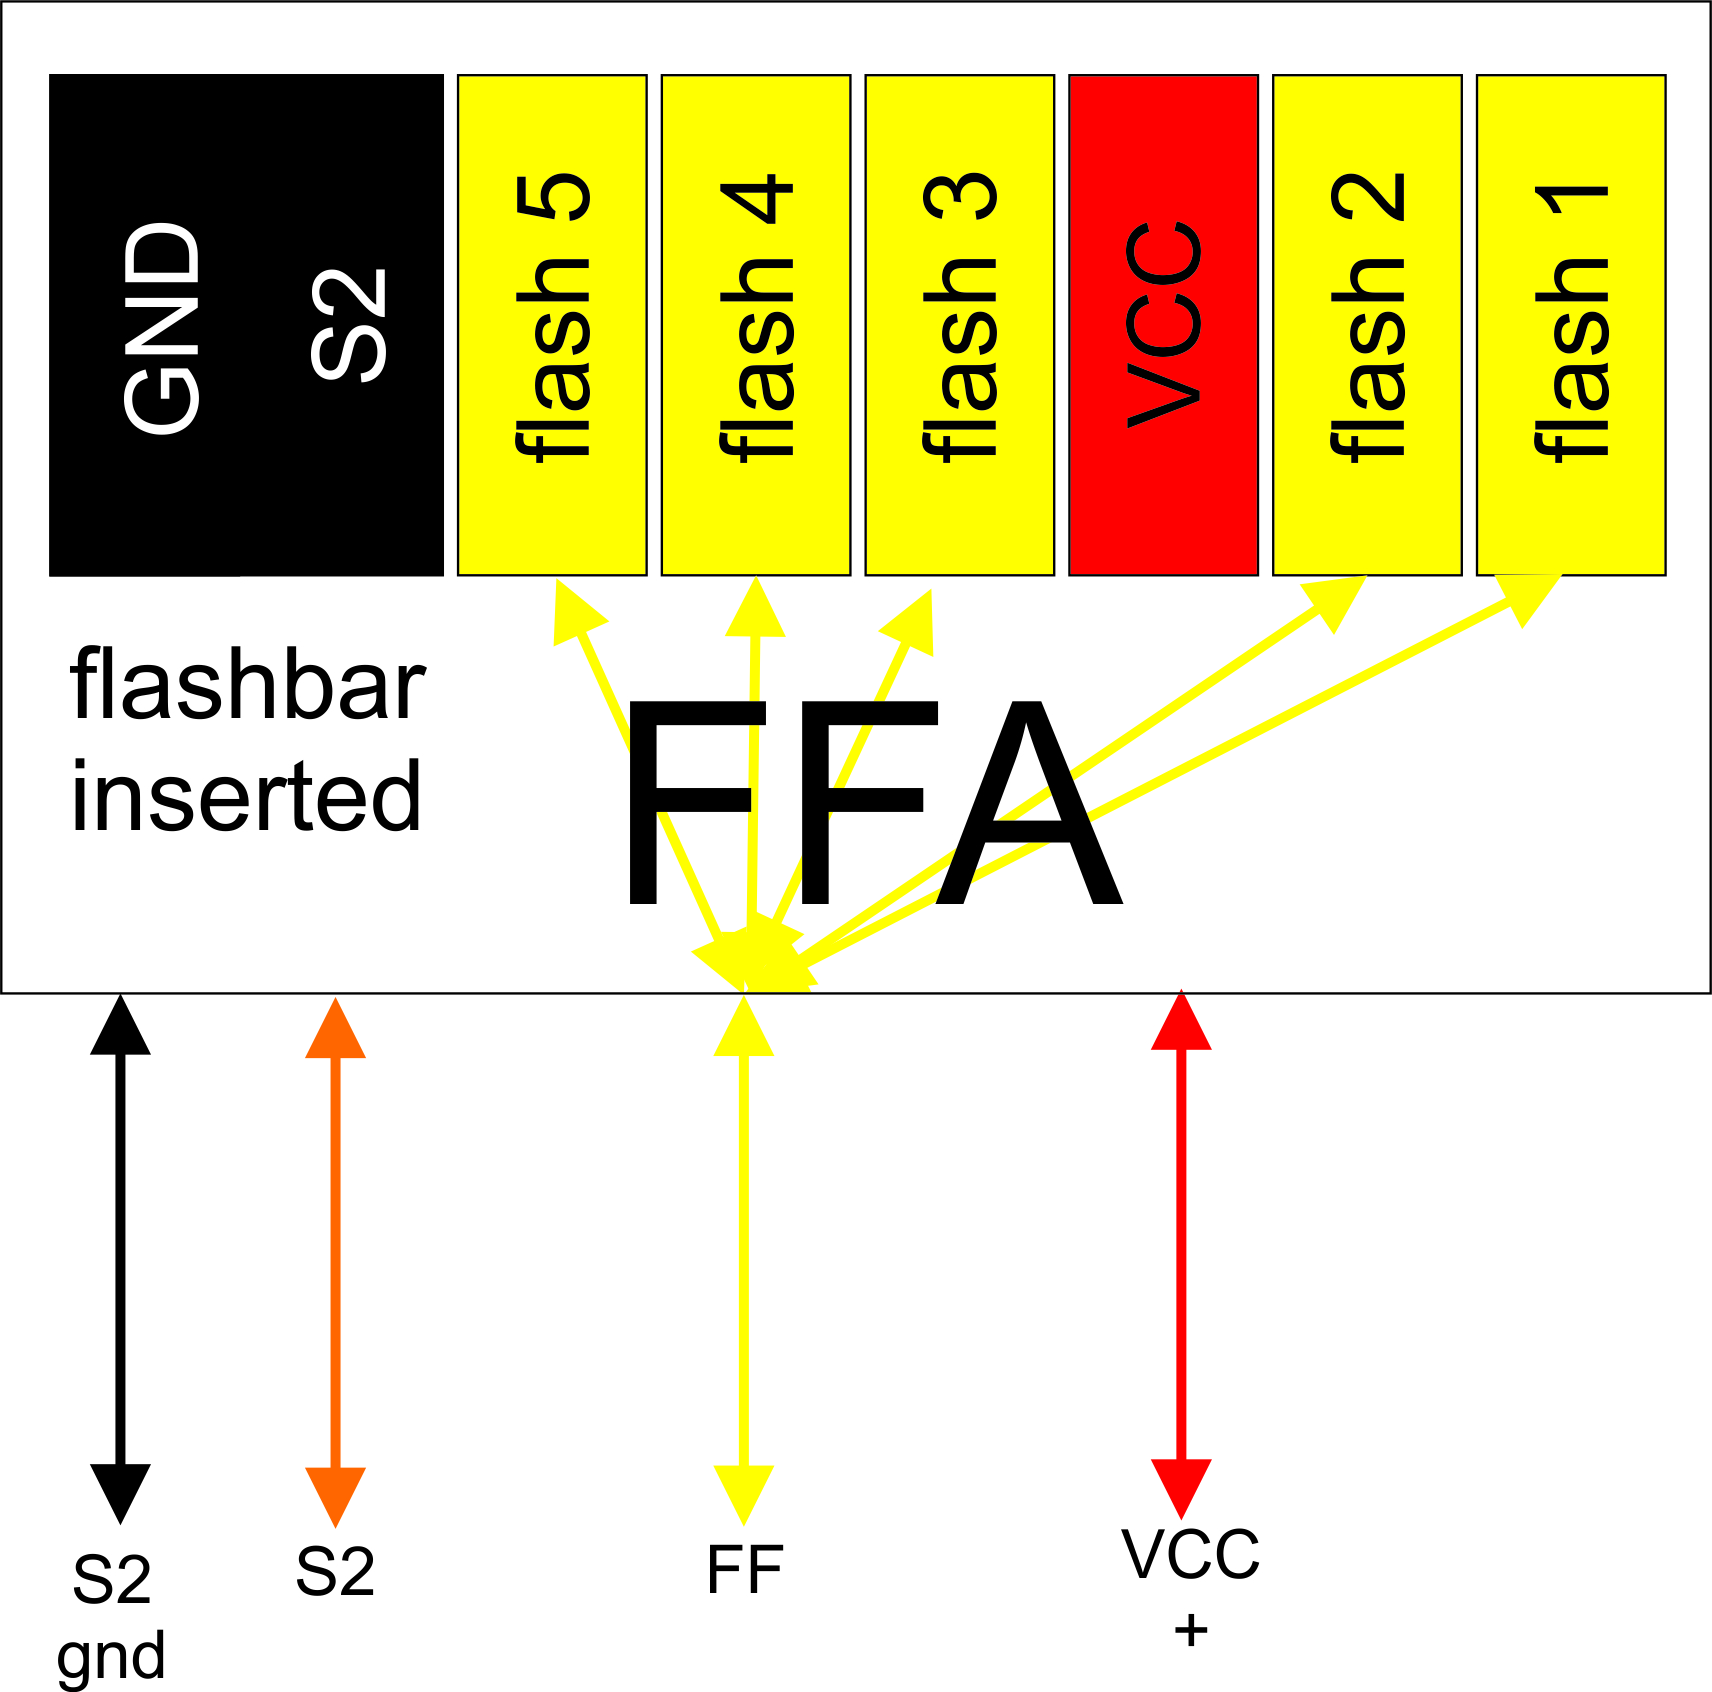 GND
S2
flash 5
flash 4
flash 3
VCC
flash 2
flash 1
flashbar
inserted
FFA
S2
gnd
S2
FF
VCC
+